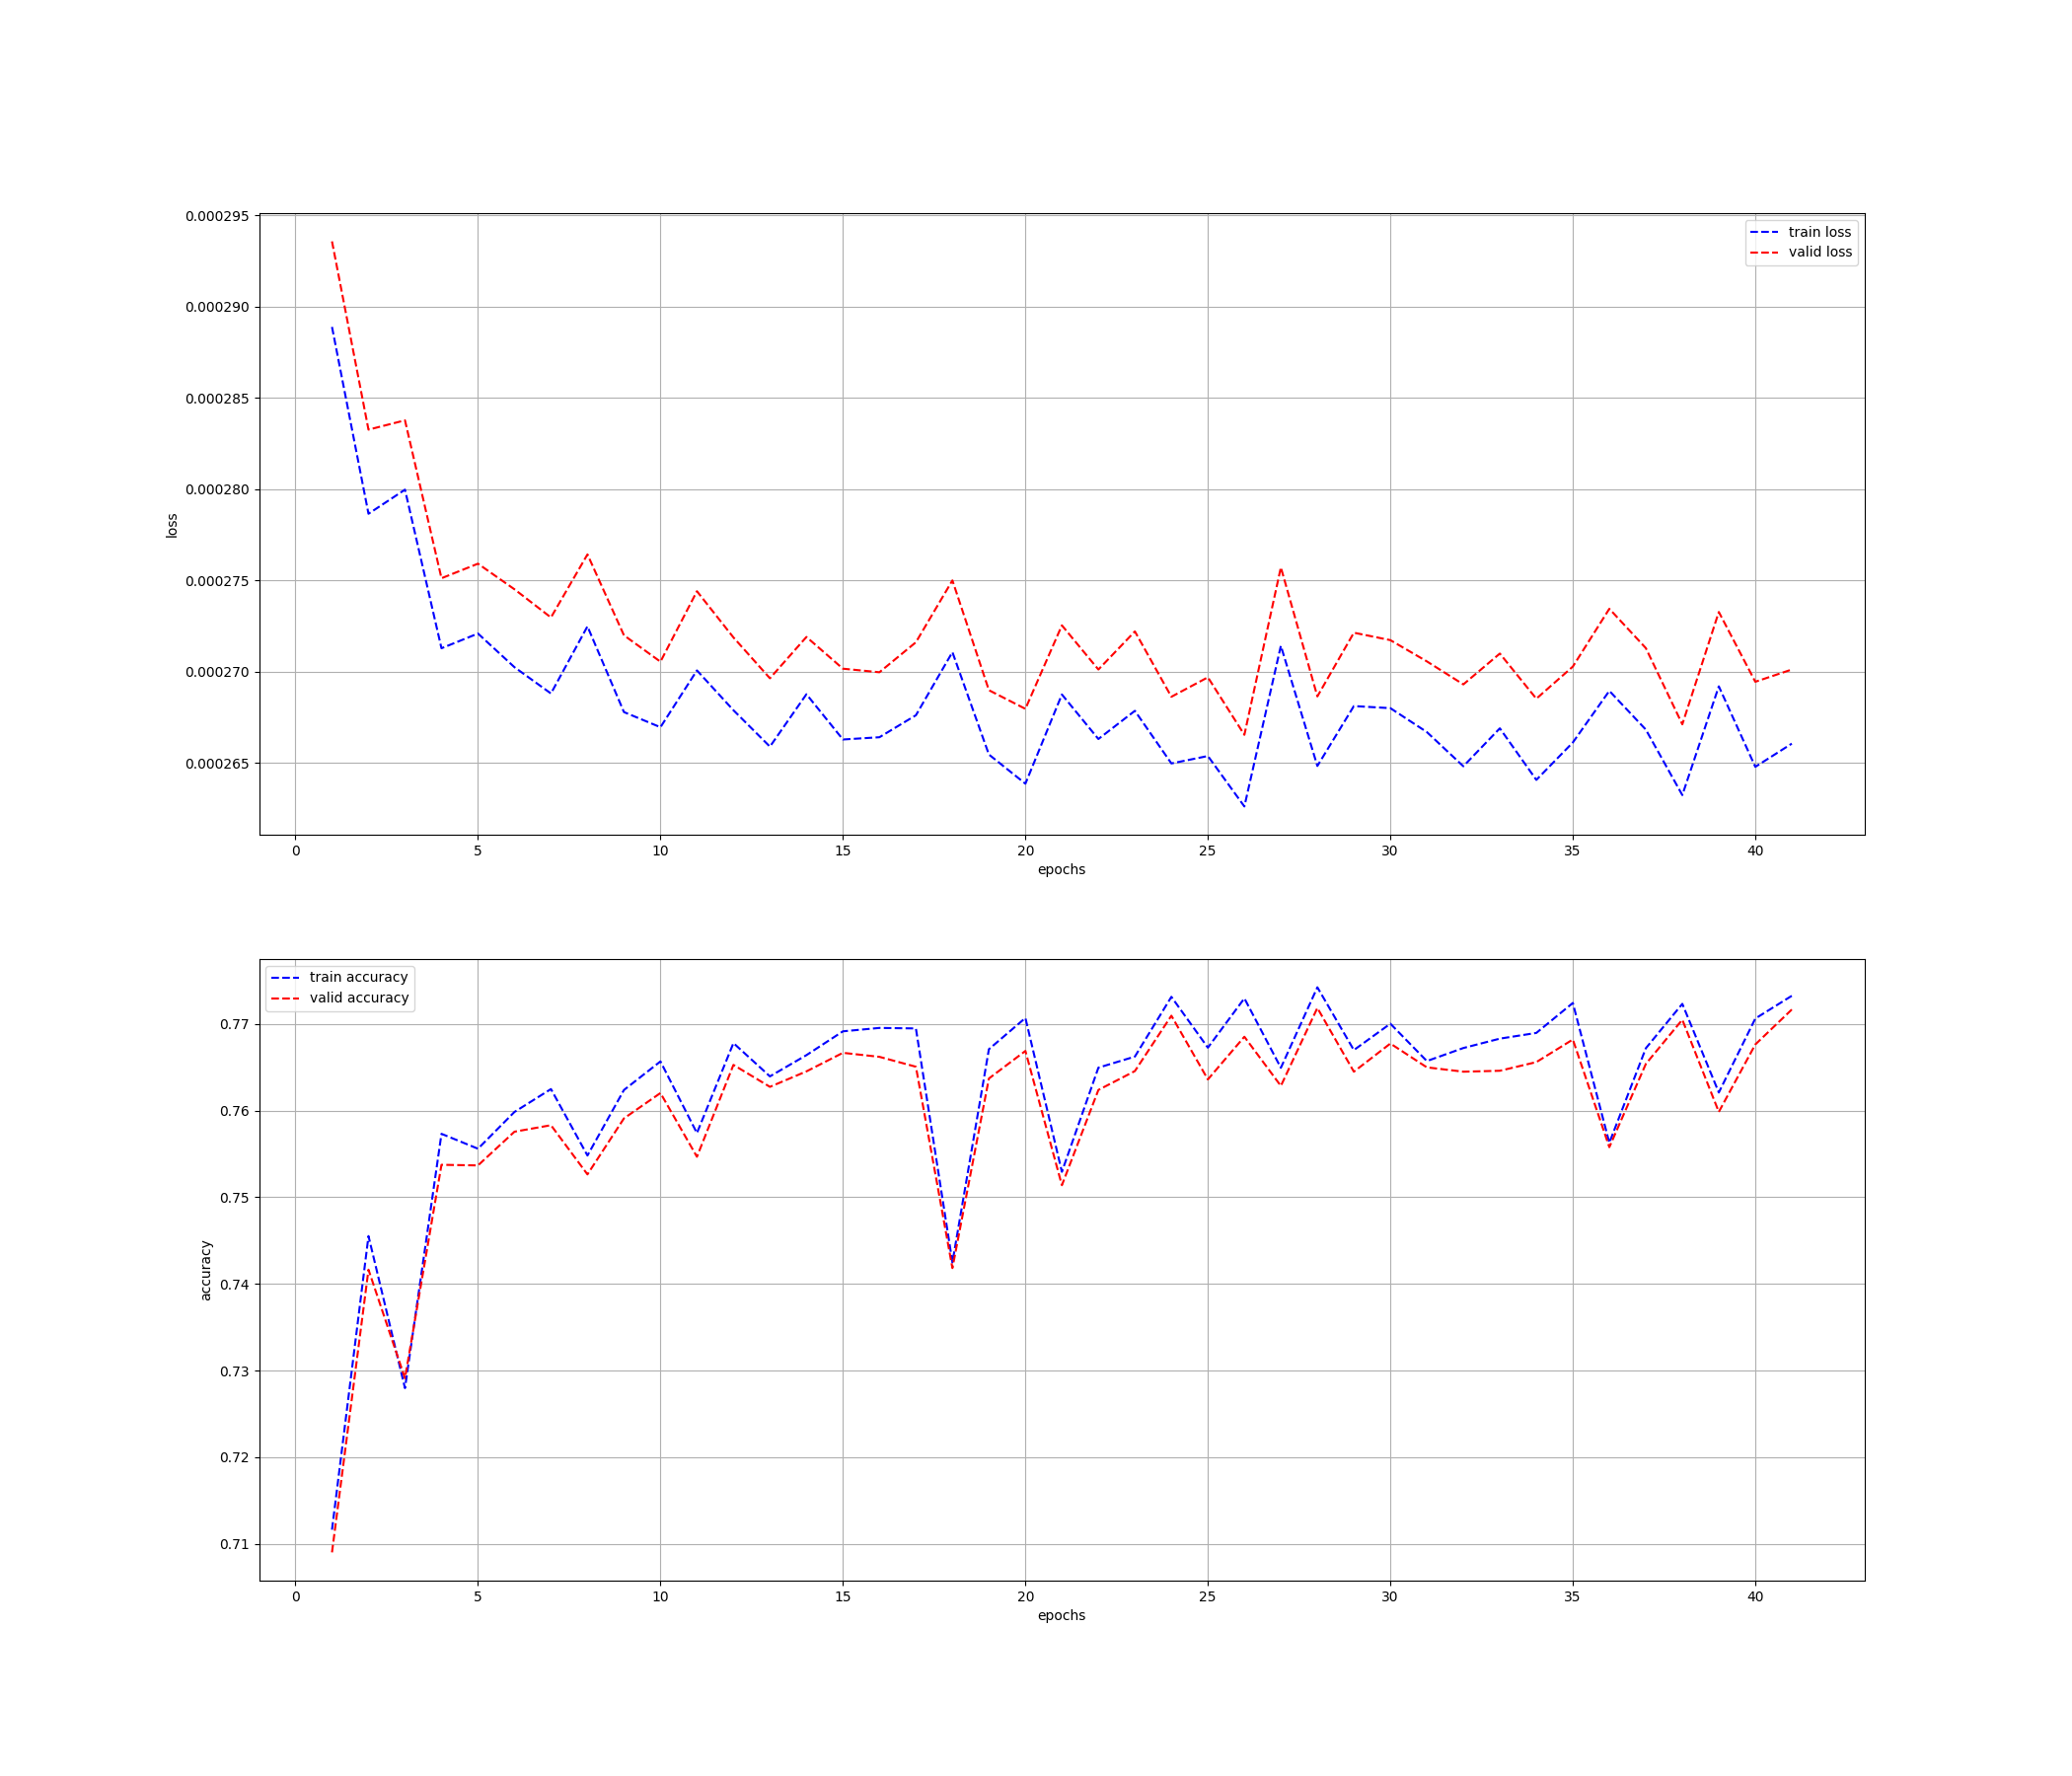 0.000295
0.000290
0.000285
0.000280
0.000275
0.000270
0.000265
loss
train loss
valid loss
0 5 10 15 20 25 30 35 40
epochs
train accuracy
valid accuracy
0.77
0.76
0.75
0.74
0.73
0.72
0.71
accuracy
0 5 10 15 20 25 30 35 40
epochs